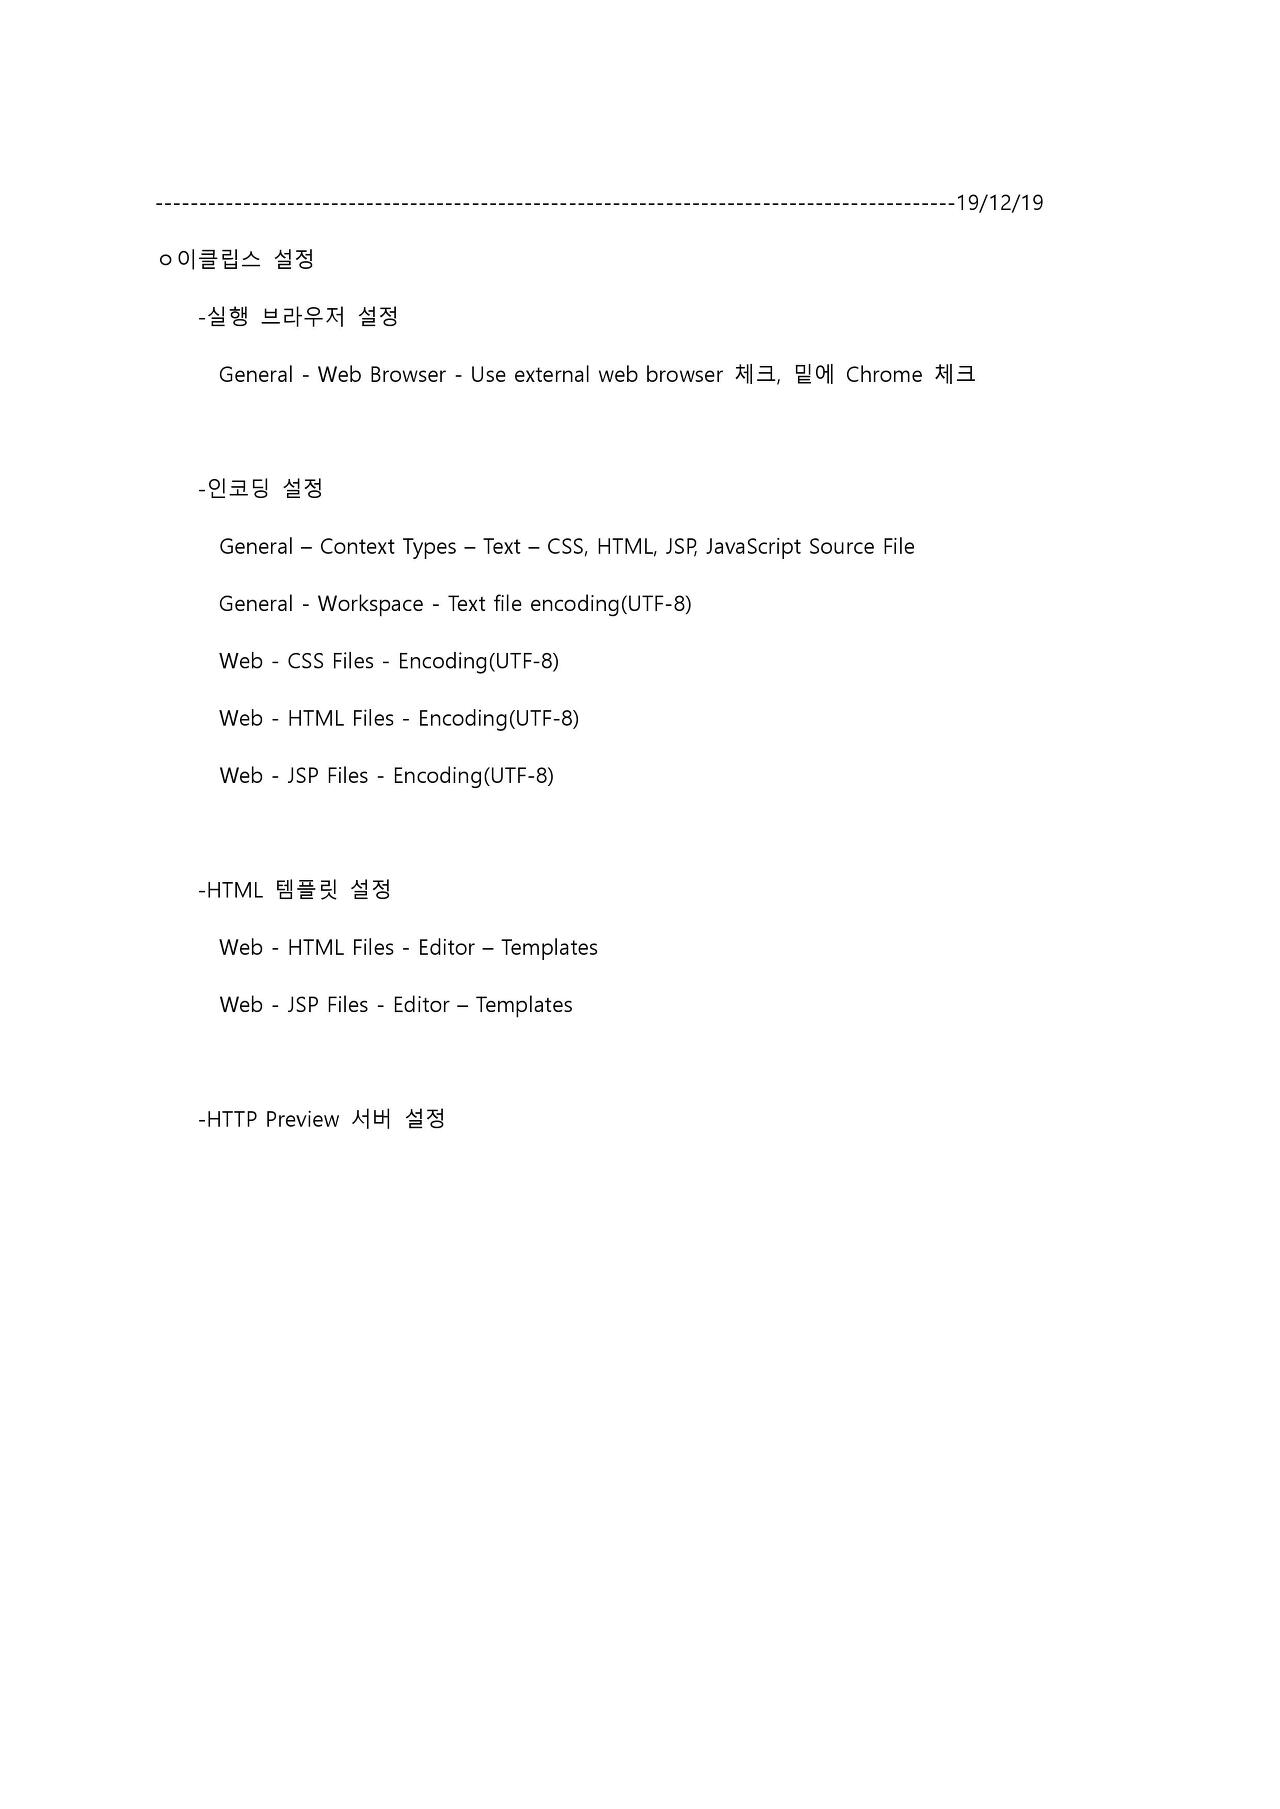 --------------------------------------------------------------------------------------------19/12/19
ㅇ이클립스 설정
-실행 브라우저 설정
General - Web Browser - Use external web browser 체크, 밑에 Chrome 체크
-인코딩 설정
General – Context Types – Text – CSS, HTML, JSP, JavaScript Source File
General - Workspace - Text file encoding(UTF-8)
Web - CSS Files - Encoding(UTF-8)
Web - HTML Files - Encoding(UTF-8)
Web - JSP Files - Encoding(UTF-8)
-HTML 템플릿 설정
Web - HTML Files - Editor – Templates
Web - JSP Files - Editor – Templates
-HTTP Preview 서버 설정